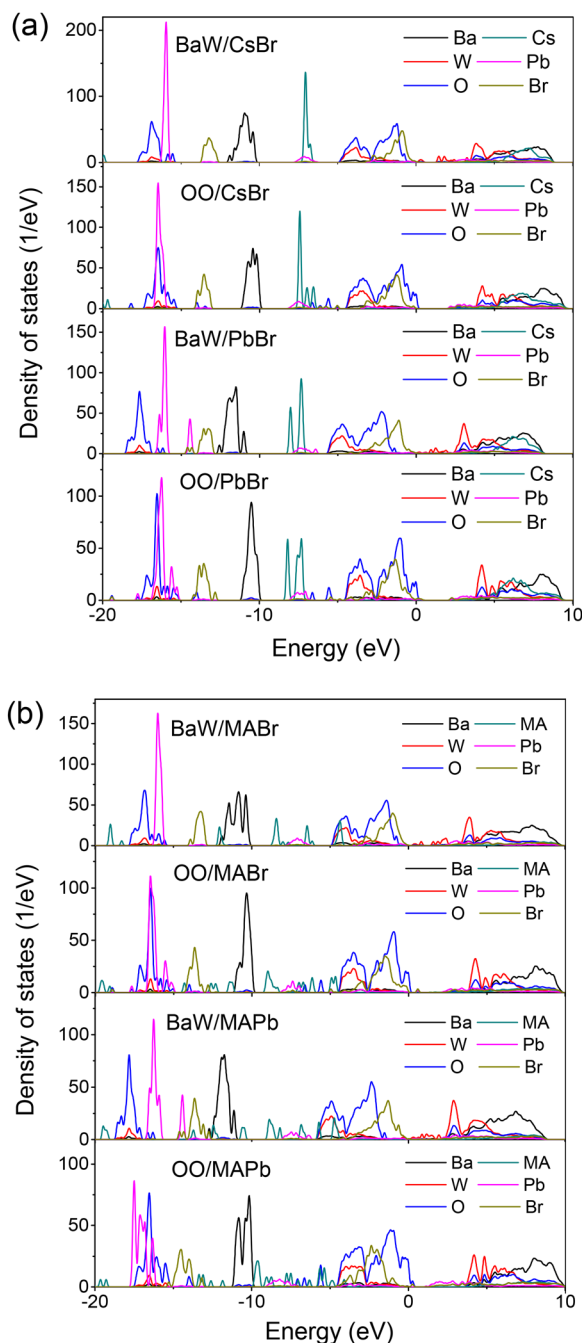 (a)
BaW/CsBr
Ba Cs
W Pb
O Br
200
100
0
OO/CsBr
Ba Cs
W Pb
O Br
150
100
50
0
BaW/PbBr
Ba Cs
W Pb
O Br
150
100
50
0
OO/PbBr
Ba Cs
W Pb
O Br
100
50
0
Density of states (1/eV)
-20 -10 0 10
Energy (eV)
(b)
BaW/MABr
Ba MA
W Pb
O Br
150
100
50
0
OO/MABr
Ba MA
W Pb
O Br
100
50
0
BaW/MAPb
Ba MA
W Pb
O Br
100
50
0
OO/MAPb
Ba MA
W Pb
O Br
100
50
0
Density of states (1/eV)
-20 -10 0 10
Energy (eV)